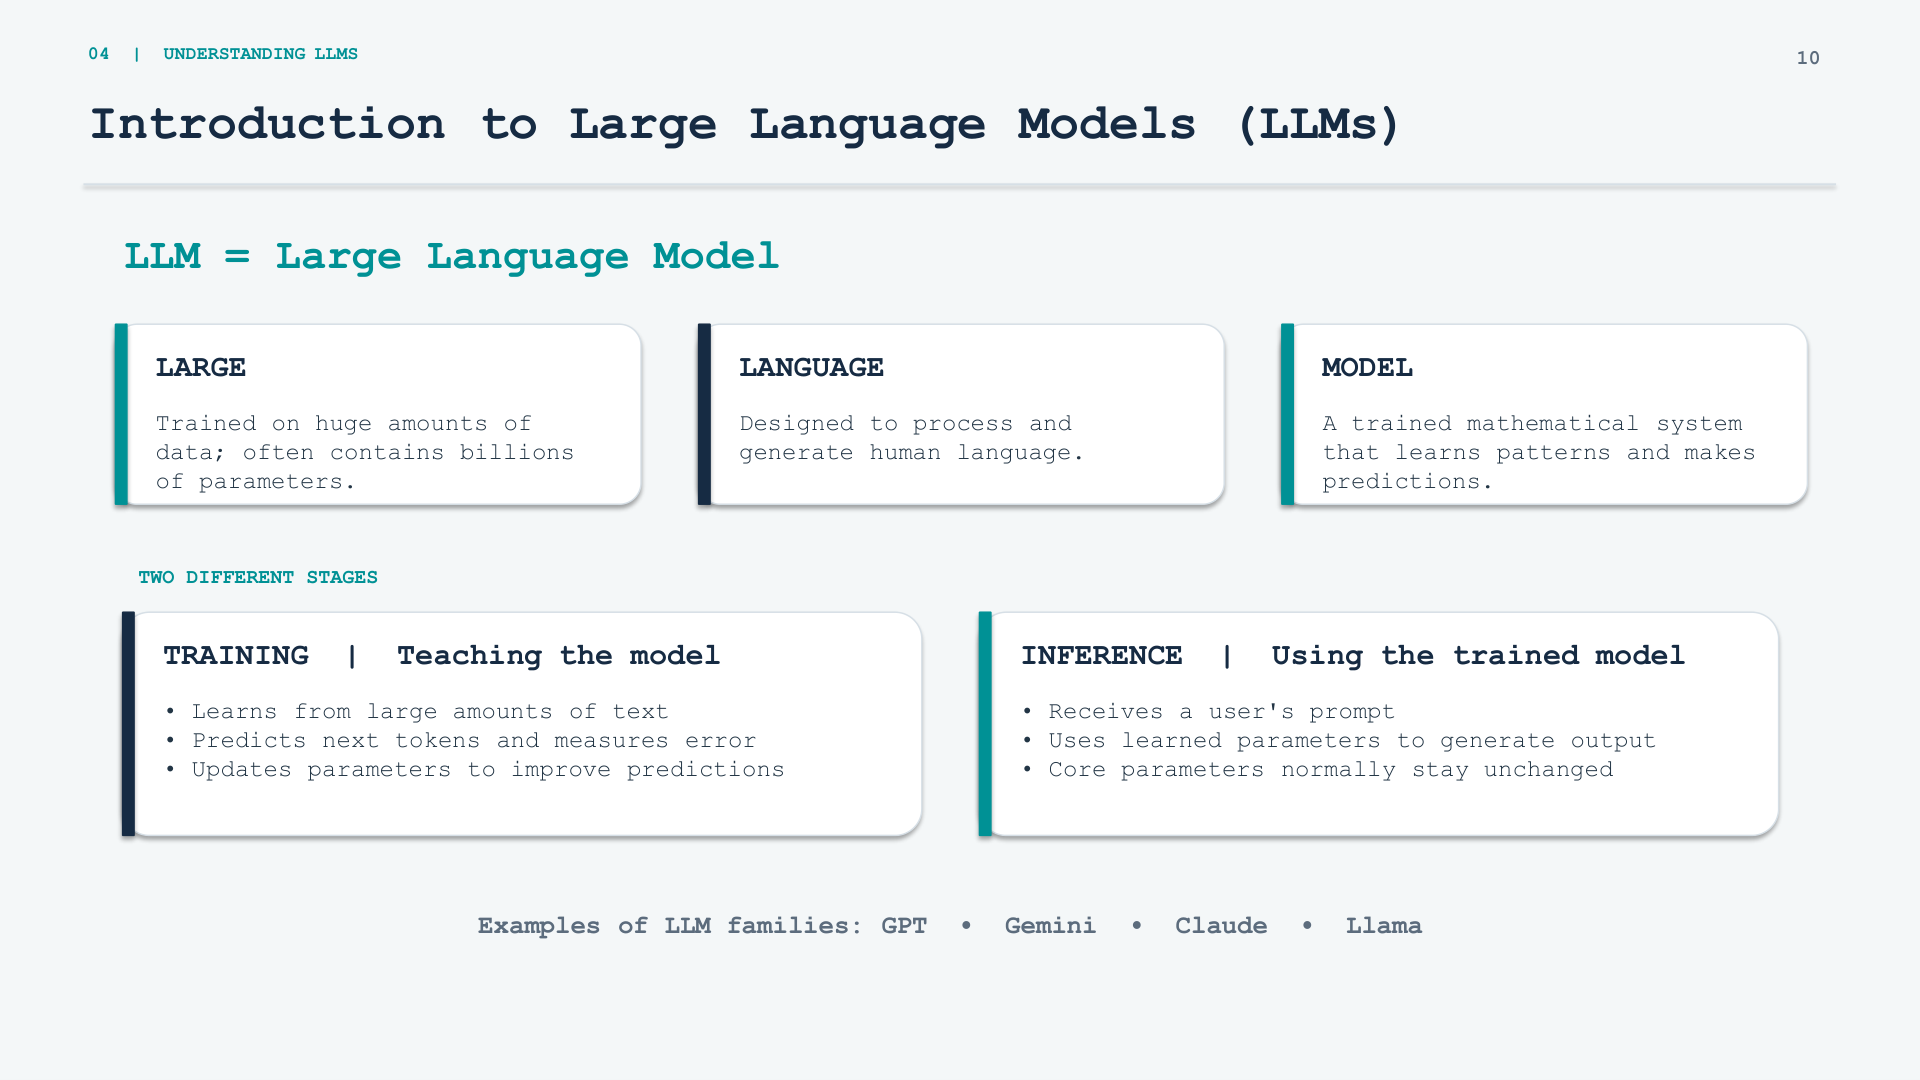 04 | UNDERSTANDING LLMS
10
Introduction to Large Language Models (LLMs)
LLM = Large Language Model
LARGE
Trained on huge amounts of
data; often contains billions
of parameters.
LANGUAGE
Designed to process and
generate human language.
MODEL
A trained mathematical system
that learns patterns and makes
predictions.
TWO DIFFERENT STAGES
TRAINING | Teaching the model
• Learns from large amounts of text
• Predicts next tokens and measures error
• Updates parameters to improve predictions
INFERENCE | Using the trained model
• Receives a user's prompt
• Uses learned parameters to generate output
• Core parameters normally stay unchanged
Examples of LLM families: GPT • Gemini • Claude • Llama